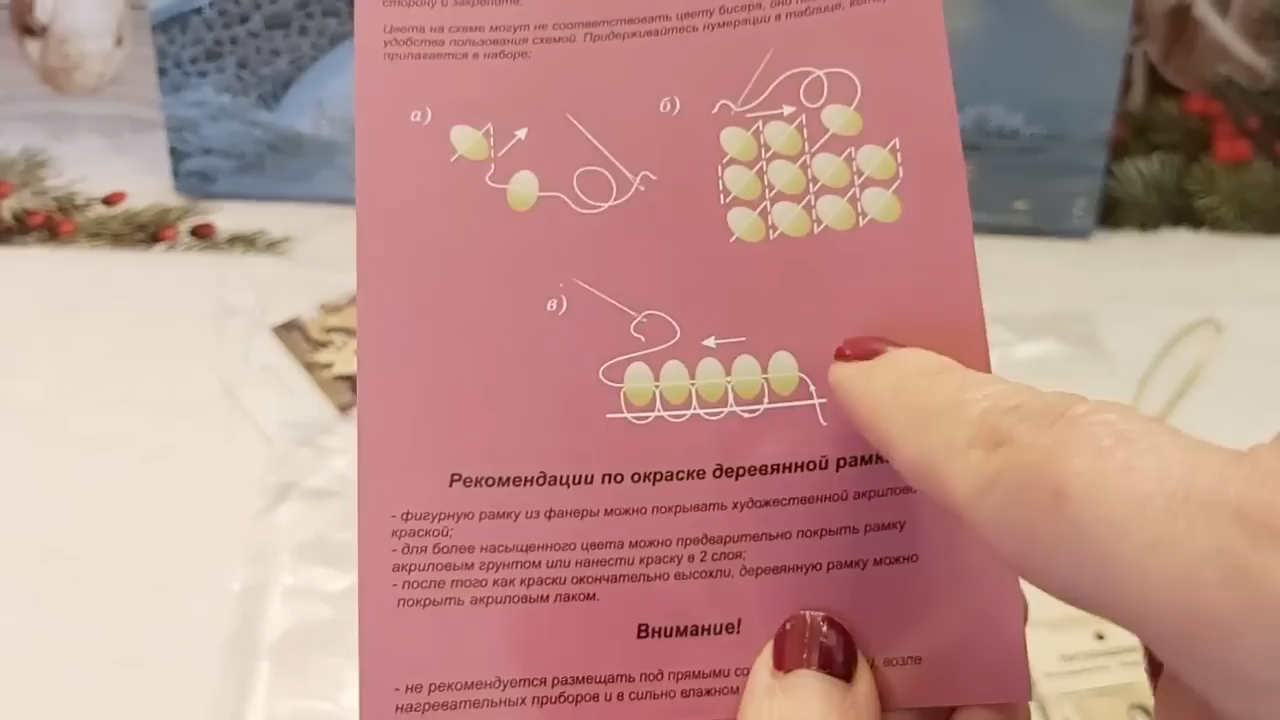 сторону и закрепите.
Цвета на схеме могут не соответствовать цвету бисера, они
удобства пользования схемой. Придерживайтесь нумерации в таблице,
прилагается в наборе;
а)
б)
в)
Рекомендации по окраске деревянной
- фигурную рамку из фанеры можно покрывать художественной
краской;
- для более насыщенного цвета можно предварительно покрыть рамку
акриловым грунтом или нанести краску в 2 слоя;
- после того как краски окончательно высохли, деревянную рамку можно
покрыть акриловым лаком.
Внимание!
- не рекомендуется размещать под прямыми возле
нагревательных приборов и в сильно влажном